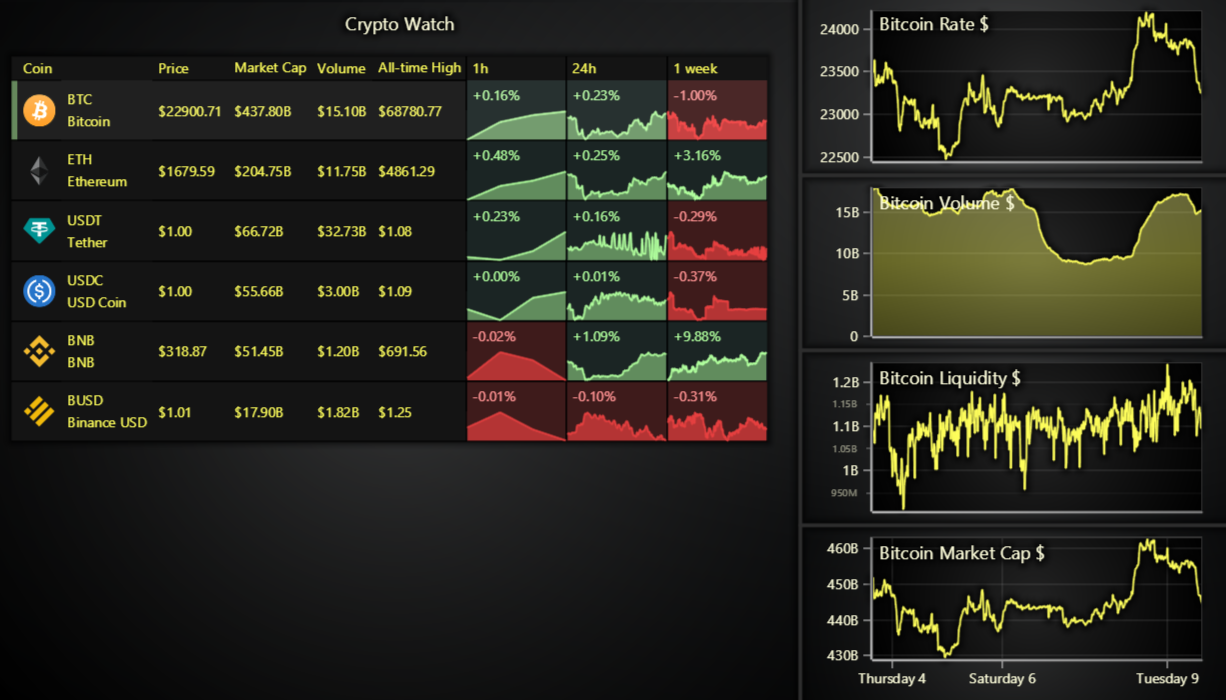 Crypto Watch
Coin Price Market Cap Volume All-time High 1h 24h 1 week
BTC
Bitcoin
$22900.71 $437.80B $15.10B $68780.77 +0.16% +0.23% -1.00%
ETH
Ethereum
$1679.59 $204.75B $11.75B $4861.29 +0.48% +0.25% +3.16%
USDT
Tether
$1.00 $66.72B $32.73B $1.08 +0.23% +0.16% -0.29%
USDC
USD Coin
$1.00 $55.66B $3.00B $1.09 +0.00% +0.01% -0.37%
BNB
BNB
$318.87 $51.45B $1.20B $691.56 -0.02% +1.09% +9.88%
BUSD
Binance USD
$1.01 $17.90B $1.82B $1.25 -0.01% -0.10% -0.31%
Bitcoin Rate $
24000
23500
23000
22500
Bitcoin Volume $
15B
10B
5B
0
Bitcoin Liquidity $
1.2B
1.15B
1.1B
1.05B
1B
950M
Bitcoin Market Cap $
460B
450B
440B
430B
Thursday 4 Saturday 6 Tuesday 9